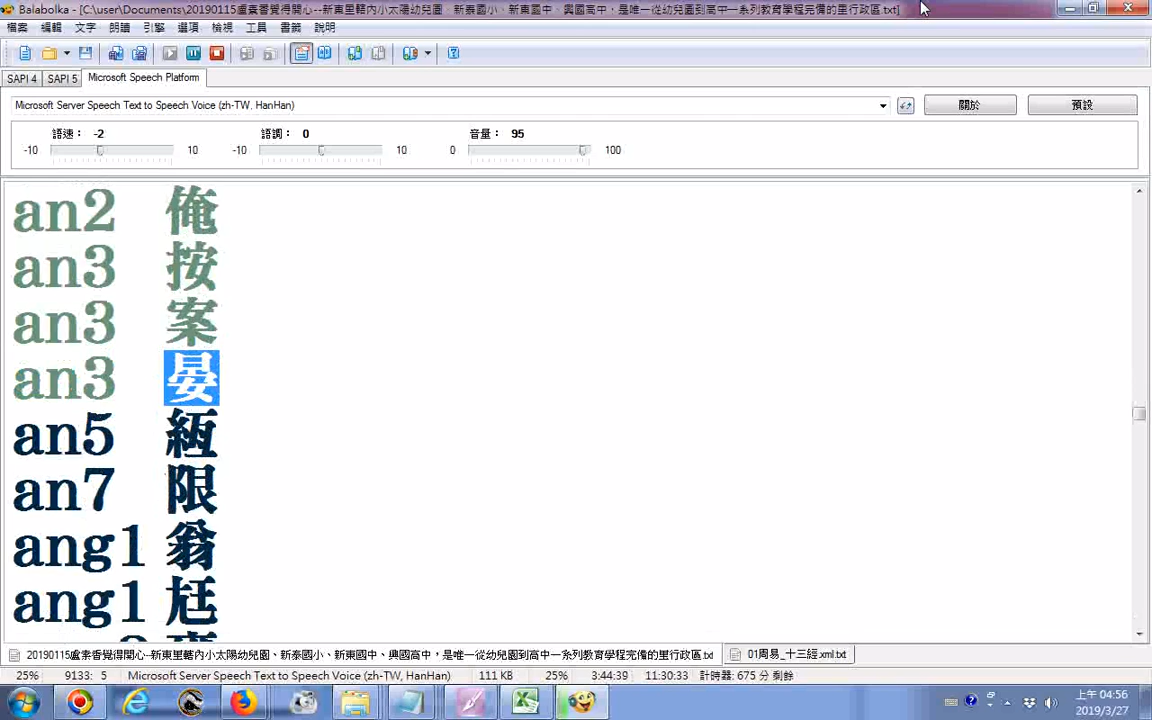 Balabolka - [C:\user\Documents\20190115盧素香覺得開心--新東里轄內小太陽幼兒園、新泰國小、新東國中、興國高中，是唯一從幼兒園到高中一系列教育學程完備的里行政區.txt]
檔案 編輯 文字 朗讀 引擎 選項 檢視 工具 書籤 說明
SAPI 4 SAPI 5 Microsoft Speech Platform
Microsoft Server Speech Text to Speech Voice (zh-TW, HanHan) 關於 預設
語速： -2 語調： 0 音量： 95
-10 10 -10 10 0 100
an2 俺
an3 按
an3 案
an3 晏
an5 絚
an7 限
ang1 翁
ang1 尪
20190115盧素香覺得開心--新東里轄內小太陽幼兒園、新泰國小、新東國中、興國高中，是唯一從幼兒園到高中一系列教育學程完備的里行政區.txt 01周易_十三經.xml.txt
25% 9133: 5 Microsoft Server Speech Text to Speech Voice (zh-TW, HanHan) 111 KB 25% 3:44:39 11:30:33 計時器: 675 分 剩餘
上午 04:56
2019/3/27